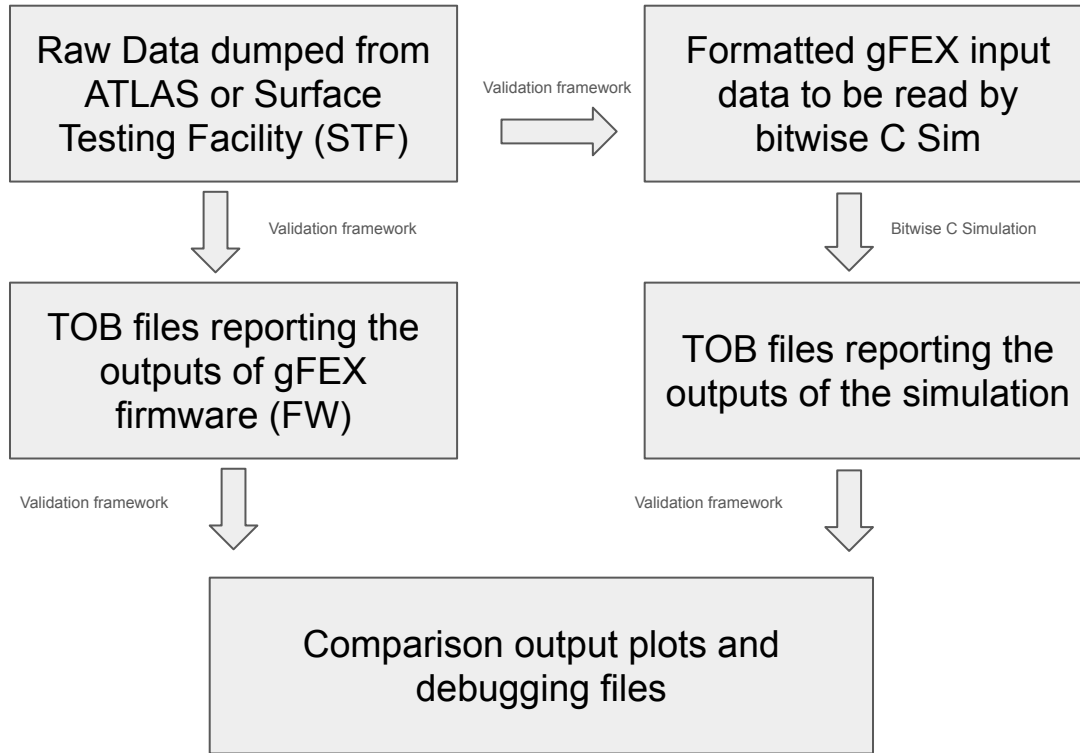 Raw Data dumped from
ATLAS or Surface
Testing Facility (STF)
Validation framework
Formatted gFEX input
data to be read by
bitwise C Sim
Validation framework
Bitwise C Simulation
TOB files reporting the
outputs of gFEX
firmware (FW)
TOB files reporting the
outputs of the simulation
Validation framework
Validation framework
Comparison output plots and
debugging files